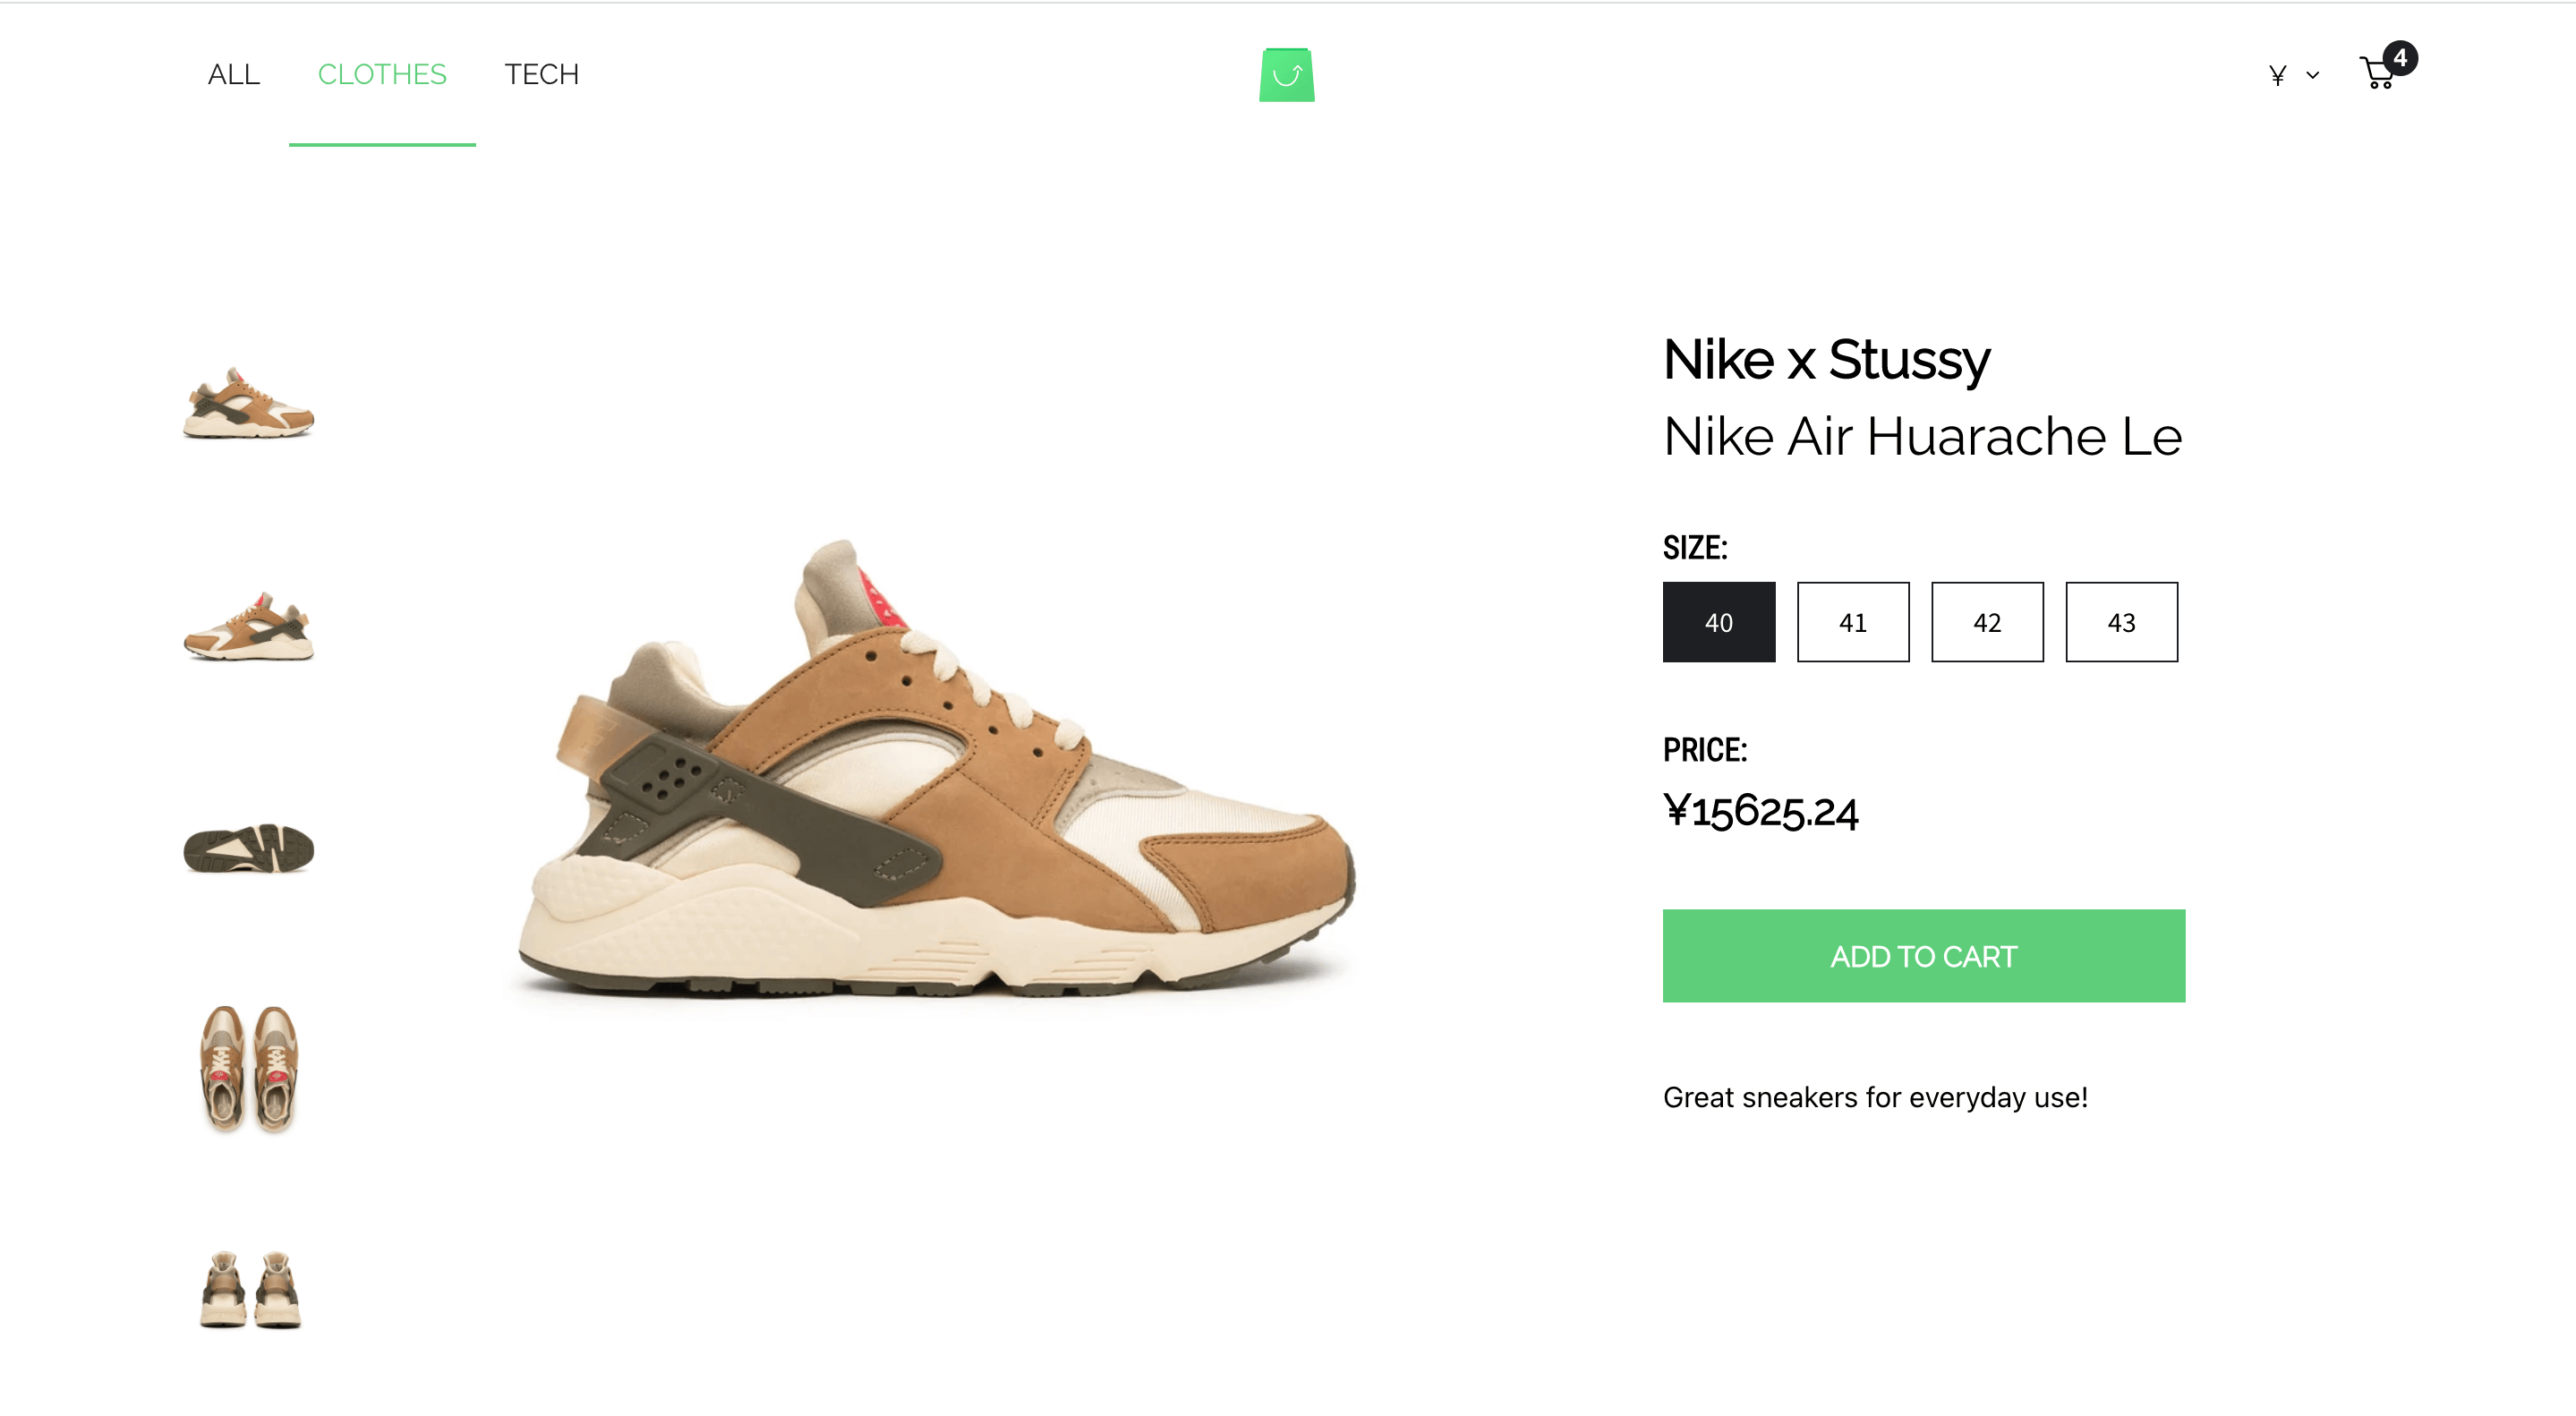 ALL CLOTHES TECH
¥ 4
Nike x Stussy
Nike Air Huarache Le
SIZE:
40 41 42 43
PRICE:
¥15625.24
ADD TO CART
Great sneakers for everyday use!